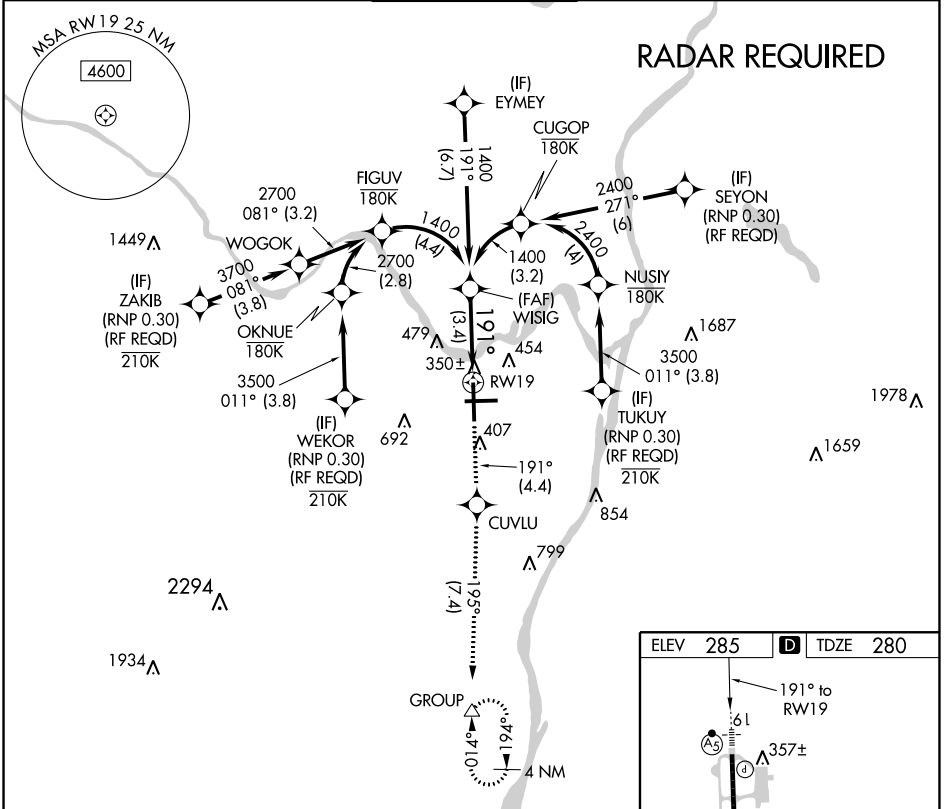 MSA RW19 25 NM
4600
RADAR REQUIRED
(IF)
EYMEY
1400
191°
(6.7)
CUGOP
180K
FIGUV
180K
2700
081° (3.2)
WOGOK
1400
(4.4)
2400
271°
(6)
(IF)
SEYON
(RNP 0.30)
(RF REQD)
1449
3700
081°
(3.8)
2700
(2.8)
1400
(3.2)
2400
(4)
NUSIY
180K
(IF)
ZAKIB
(RNP 0.30)
(RF REQD)
210K
OKNUE
180K
(FAF)
WISIG
191°
(3.4)
479
350±
454
RW19
1687
3500
011° (3.8)
3500
011° (3.8)
(IF)
WEKOR
(RNP 0.30)
(RF REQD)
210K
692
407
(IF)
TUKUY
(RNP 0.30)
(RF REQD)
210K
1978
1659
191°
(4.4)
CUVLU
854
799
195°
(7.4)
2294
1934
GROUP
014°
194°
4 NM
ELEV 285
D
TDZE 280
191° to
RW19
19
A5
357±
P